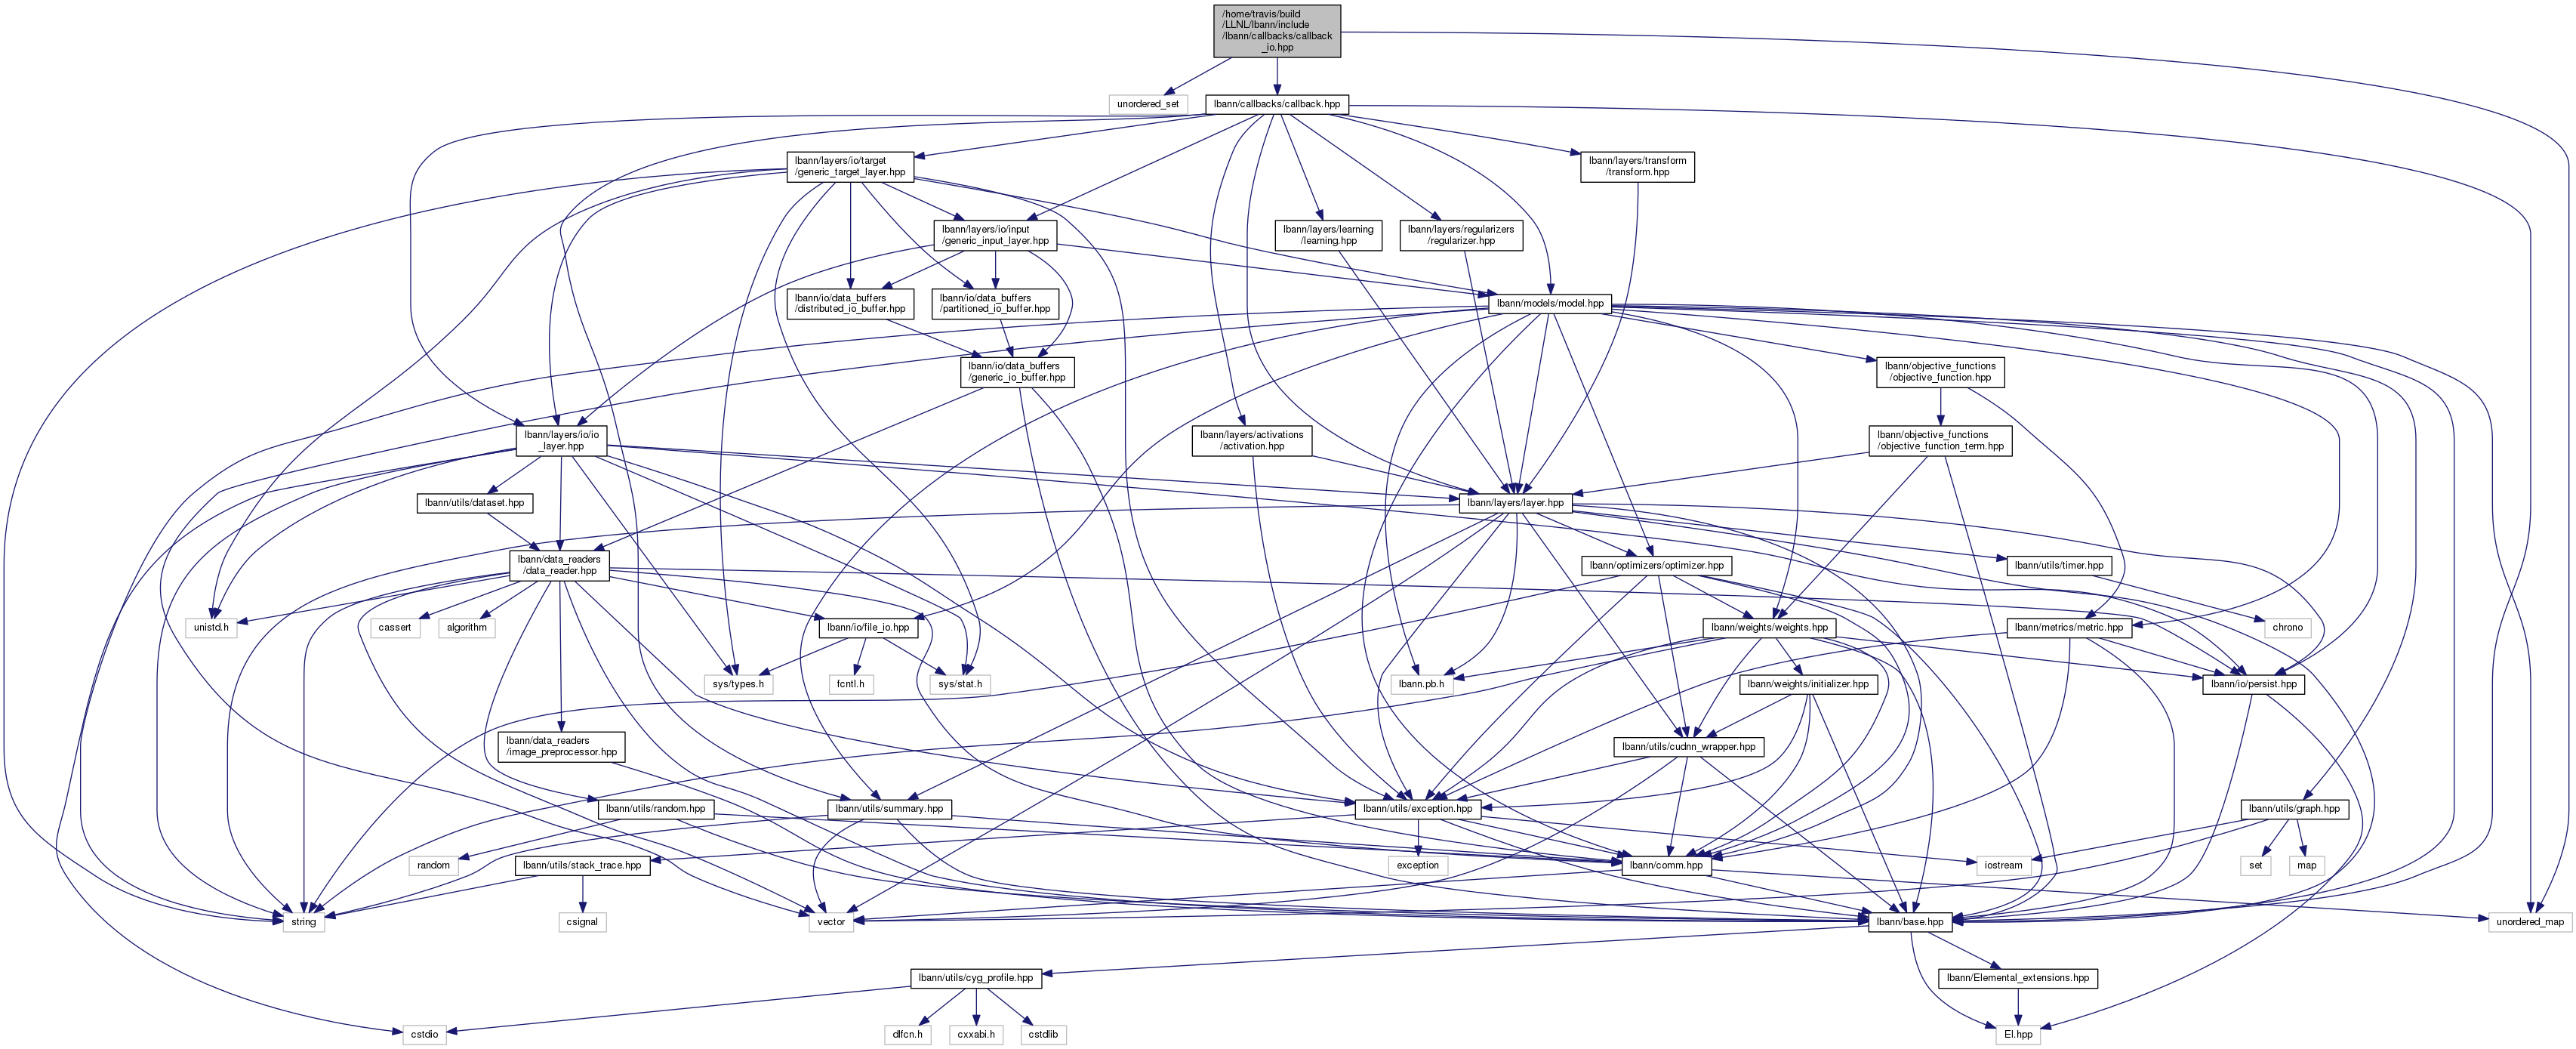 /home/travis/build
/LLNL/lbann/include
/lbann/callbacks/callback
_io.hpp
unordered_set
lbann/callbacks/callback.hpp
lbann/layers/io/target
/generic_target_layer.hpp
lbann/layers/transform
/transform.hpp
lbann/layers/io/input
/generic_input_layer.hpp
lbann/layers/learning
/learning.hpp
lbann/layers/regularizers
/regularizer.hpp
lbann/io/data_buffers
/distributed_io_buffer.hpp
lbann/io/data_buffers
/partitioned_io_buffer.hpp
lbann/models/model.hpp
lbann/io/data_buffers
/generic_io_buffer.hpp
lbann/objective_functions
/objective_function.hpp
lbann/layers/io/io
_layer.hpp
lbann/layers/activations
/activation.hpp
lbann/objective_functions
/objective_function_term.hpp
lbann/utils/dataset.hpp
lbann/layers/layer.hpp
lbann/data_readers
/data_reader.hpp
lbann/optimizers/optimizer.hpp
lbann/utils/timer.hpp
unistd.h
cassert
algorithm
lbann/io/file_io.hpp
lbann/weights/weights.hpp
lbann/metrics/metric.hpp
chrono
sys/types.h
fcntl.h
sys/stat.h
lbann.pb.h
lbann/weights/initializer.hpp
lbann/io/persist.hpp
lbann/data_readers
/image_preprocessor.hpp
lbann/utils/cudnn_wrapper.hpp
lbann/utils/random.hpp
lbann/utils/summary.hpp
lbann/utils/exception.hpp
lbann/utils/graph.hpp
random
lbann/utils/stack_trace.hpp
exception
lbann/comm.hpp
iostream
set
map
string
csignal
vector
lbann/base.hpp
unordered_map
lbann/utils/cyg_profile.hpp
lbann/Elemental_extensions.hpp
cstdio
dlfcn.h
cxxabi.h
cstdlib
El.hpp